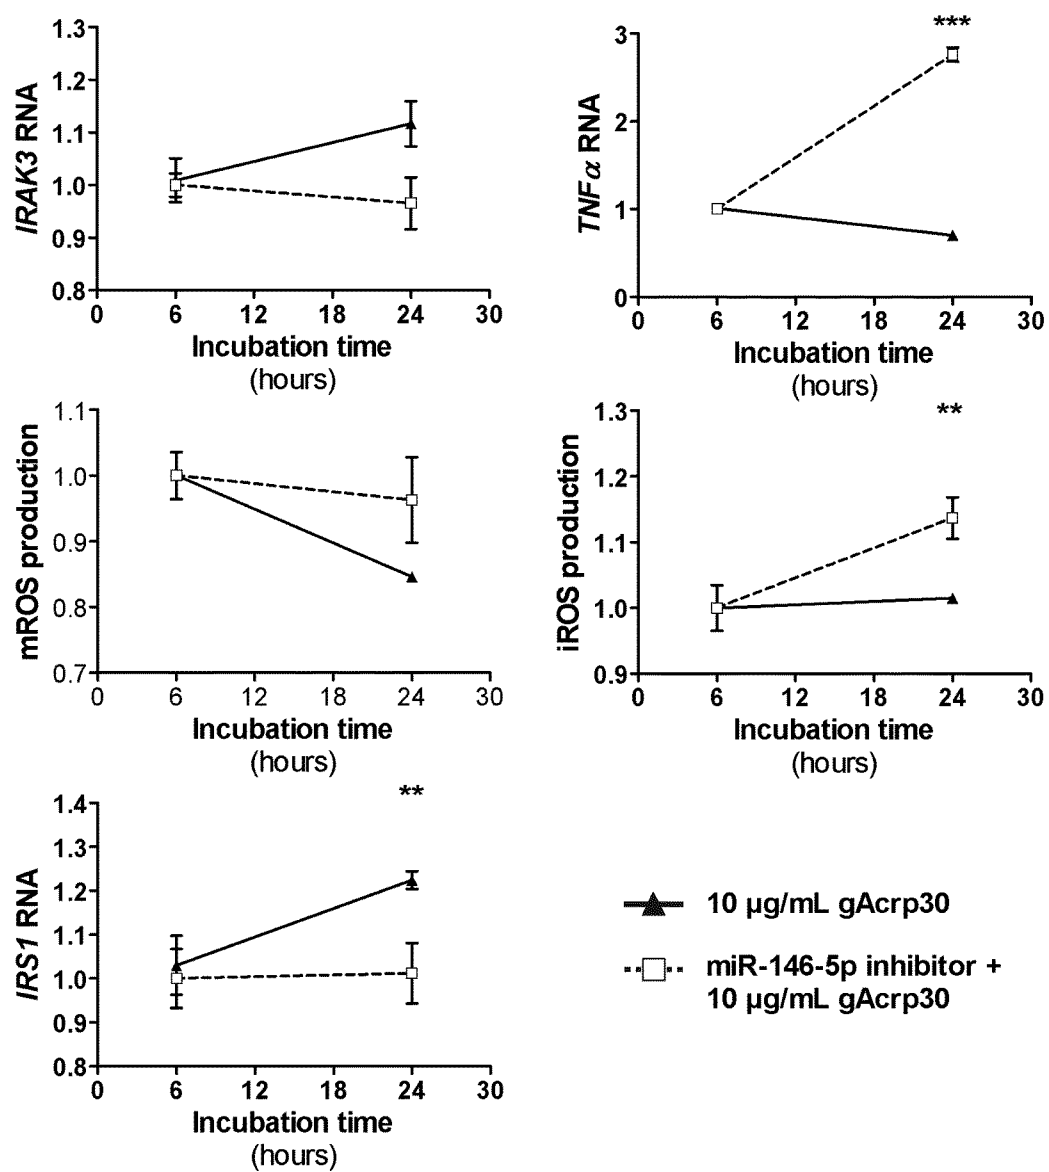 IRAK3 RNA
1.3
1.2
1.1
1.0
0.9
0.8
0 6 12 18 24 30
Incubation time
(hours)
***
TNFα RNA
3
2
1
0
0 6 12 18 24 30
Incubation time
(hours)
mROS production
1.1
1.0
0.9
0.8
0.7
0 6 12 18 24 30
Incubation time
(hours)
**
iROS production
1.3
1.2
1.1
1.0
0.9
0 6 12 18 24 30
Incubation time
(hours)
**
IRS1 RNA
1.4
1.3
1.2
1.1
1.0
0.9
0.8
0 6 12 18 24 30
Incubation time
(hours)
10 µg/mL gAcrp30
miR-146-5p inhibitor +
10 µg/mL gAcrp30